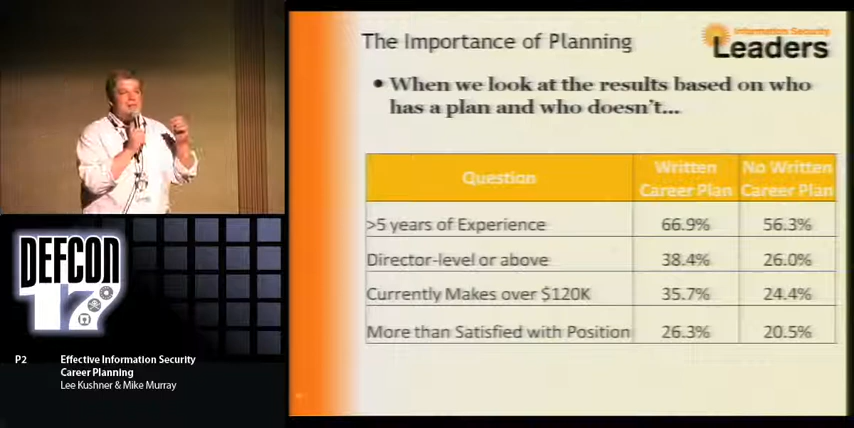 DEFCON
17
P2 Effective Information Security
Career Planning
Lee Kushner & Mike Murray
The Importance of Planning
Information Security
Leaders
• When we look at the results based on who
has a plan and who doesn't...
Question Written Career Plan No Written Career Plan
>5 years of Experience 66.9% 56.3%
Director-level or above 38.4% 26.0%
Currently Makes over $120K 35.7% 24.4%
More than Satisfied with Position 26.3% 20.5%